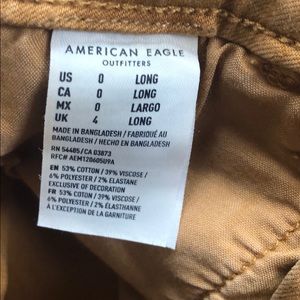 AMERICAN EAGLE
OUTFITTERS
US 0 LONG
CA 0 LONG
MX 0 LARGO
UK 4 LONG
MADE IN BANGLADESH / FABRIQUÉ AU
BANGLADESH / HECHO EN BANGLADESH
RN 54485/CA 03873
RFC# AEM120605U9A
EN 53% COTTON / 39% VISCOSE /
6% POLYESTER / 2% ELASTANE
EXCLUSIVE OF DECORATION
FR 53% COTON / 39% VISCOSE /
6% POLYESTER / 2% ÉLASTHANNE
À L'EXCEPTION DE LA GARNITURE